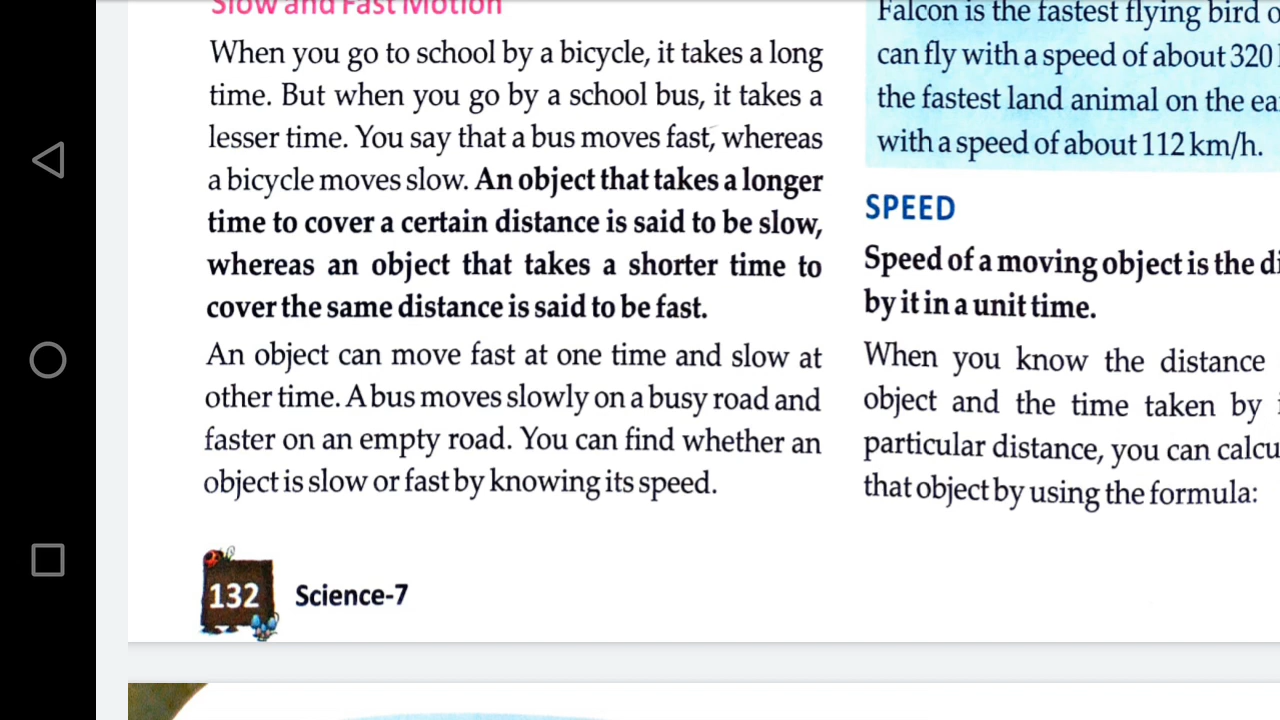 Slow and Fast Motion
When you go to school by a bicycle, it takes a long
time. But when you go by a school bus, it takes a
lesser time. You say that a bus moves fast, whereas
a bicycle moves slow. An object that takes a longer
time to cover a certain distance is said to be slow,
whereas an object that takes a shorter time to
cover the same distance is said to be fast.
An object can move fast at one time and slow at
other time. A bus moves slowly on a busy road and
faster on an empty road. You can find whether an
object is slow or fast by knowing its speed.
132 Science-7
Falcon is the fastest flying bird
can fly with a speed of about 320
the fastest land animal on the
with a speed of about 112 km/h.
SPEED
Speed of a moving object is the
by it in a unit time.
When you know the distance
object and the time taken by
particular distance, you can
that object by using the formula: